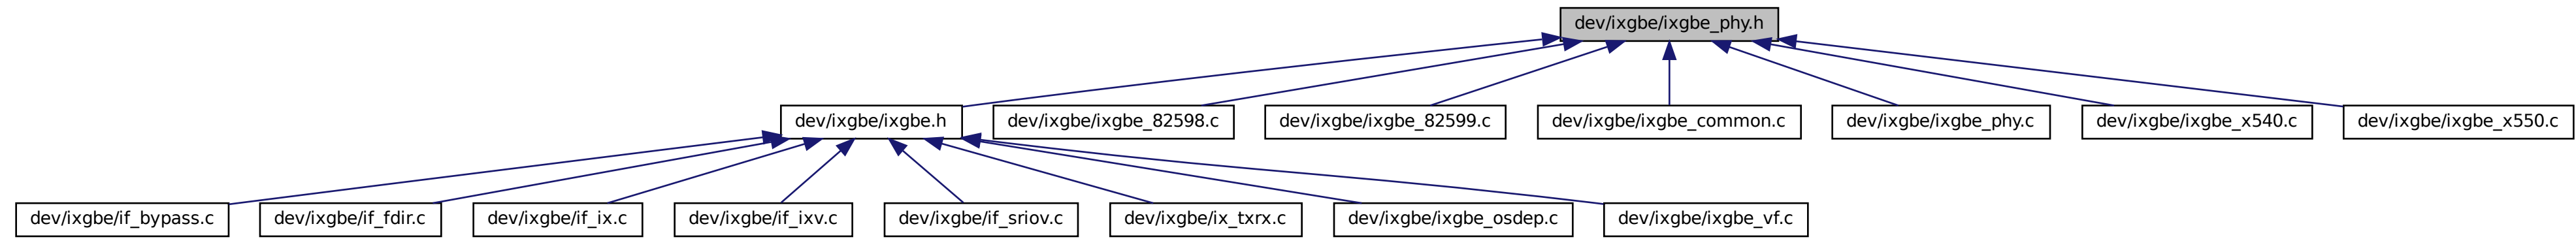 dev/ixgbe/ixgbe_phy.h
dev/ixgbe/ixgbe.h
dev/ixgbe/ixgbe_82598.c
dev/ixgbe/ixgbe_82599.c
dev/ixgbe/ixgbe_common.c
dev/ixgbe/ixgbe_phy.c
dev/ixgbe/ixgbe_x540.c
dev/ixgbe/ixgbe_x550.c
dev/ixgbe/if_bypass.c
dev/ixgbe/if_fdir.c
dev/ixgbe/if_ix.c
dev/ixgbe/if_ixv.c
dev/ixgbe/if_sriov.c
dev/ixgbe/ix_txrx.c
dev/ixgbe/ixgbe_osdep.c
dev/ixgbe/ixgbe_vf.c